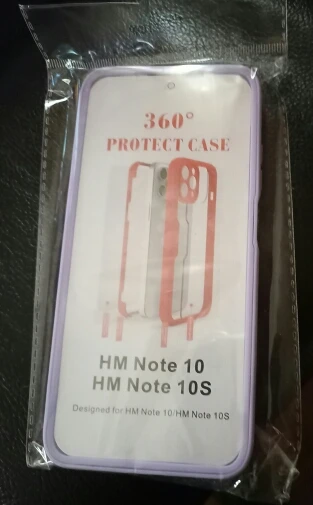 360°
PROTECT CASE
HM Note 10
HM Note 10S
Designed for HM Note 10/HM Note 10S